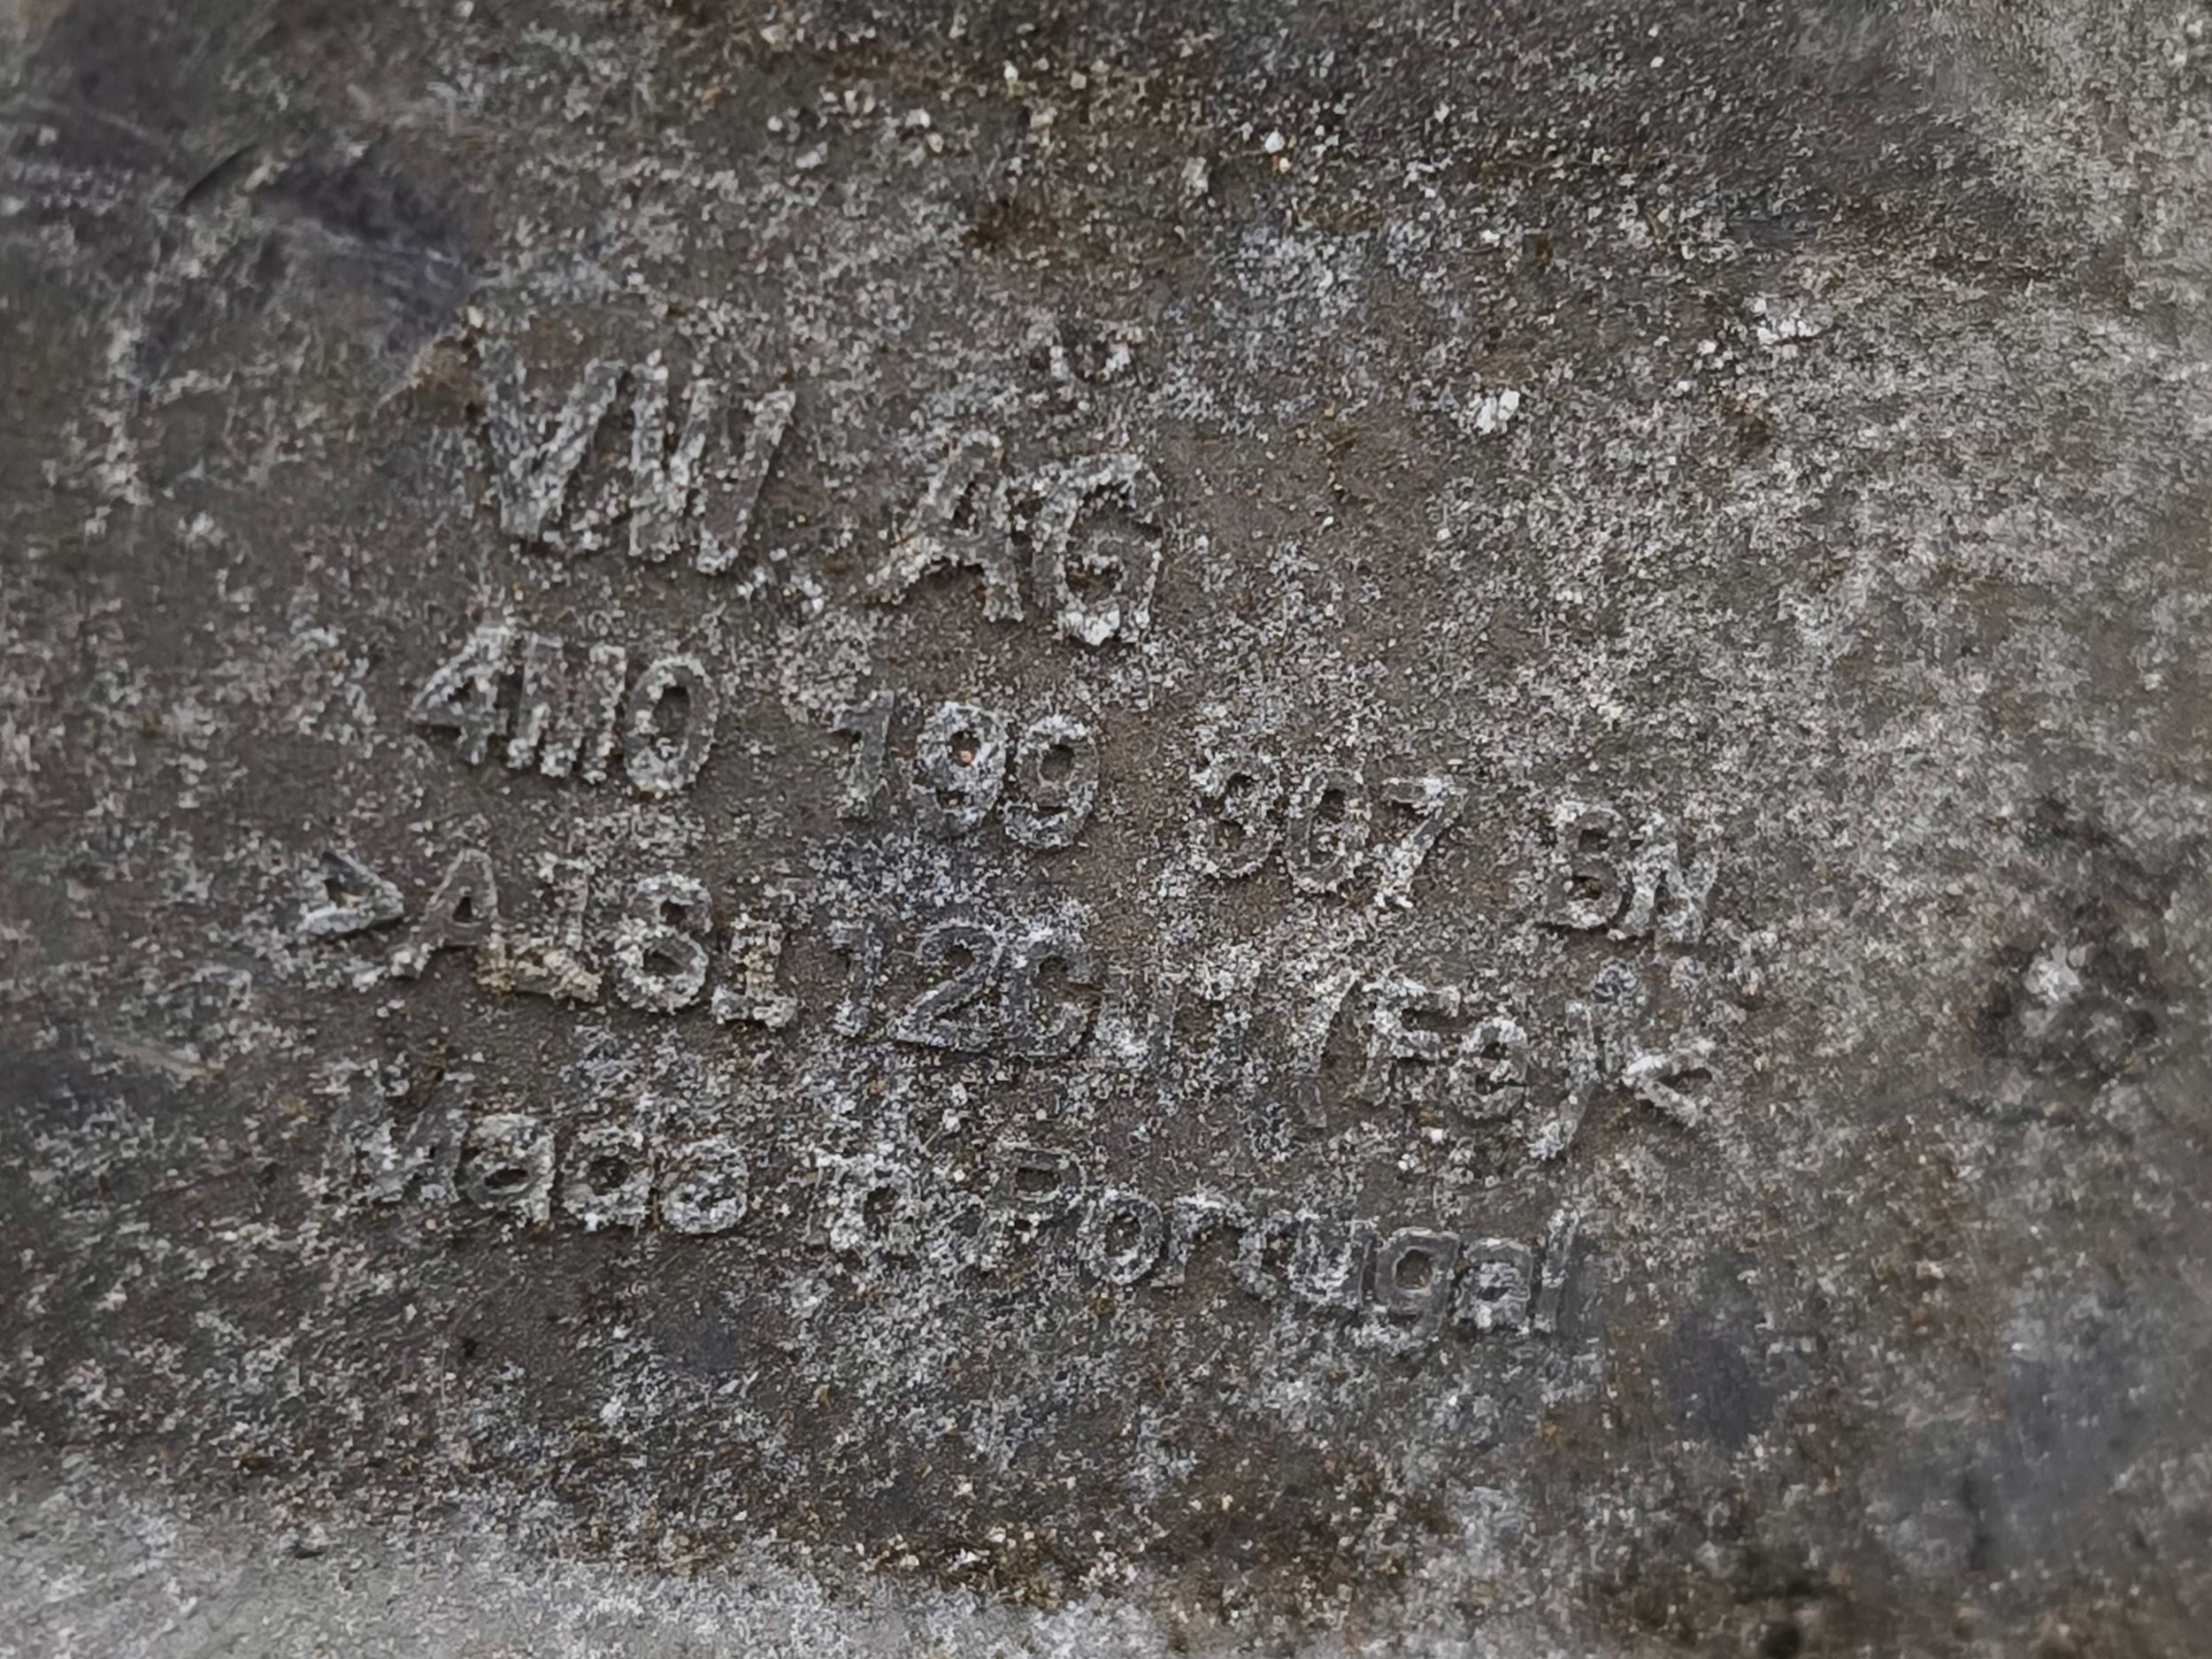 VW AG
4M0 199 307 BN
>AlSi12Cu1(Fe)<
Made in Portugal